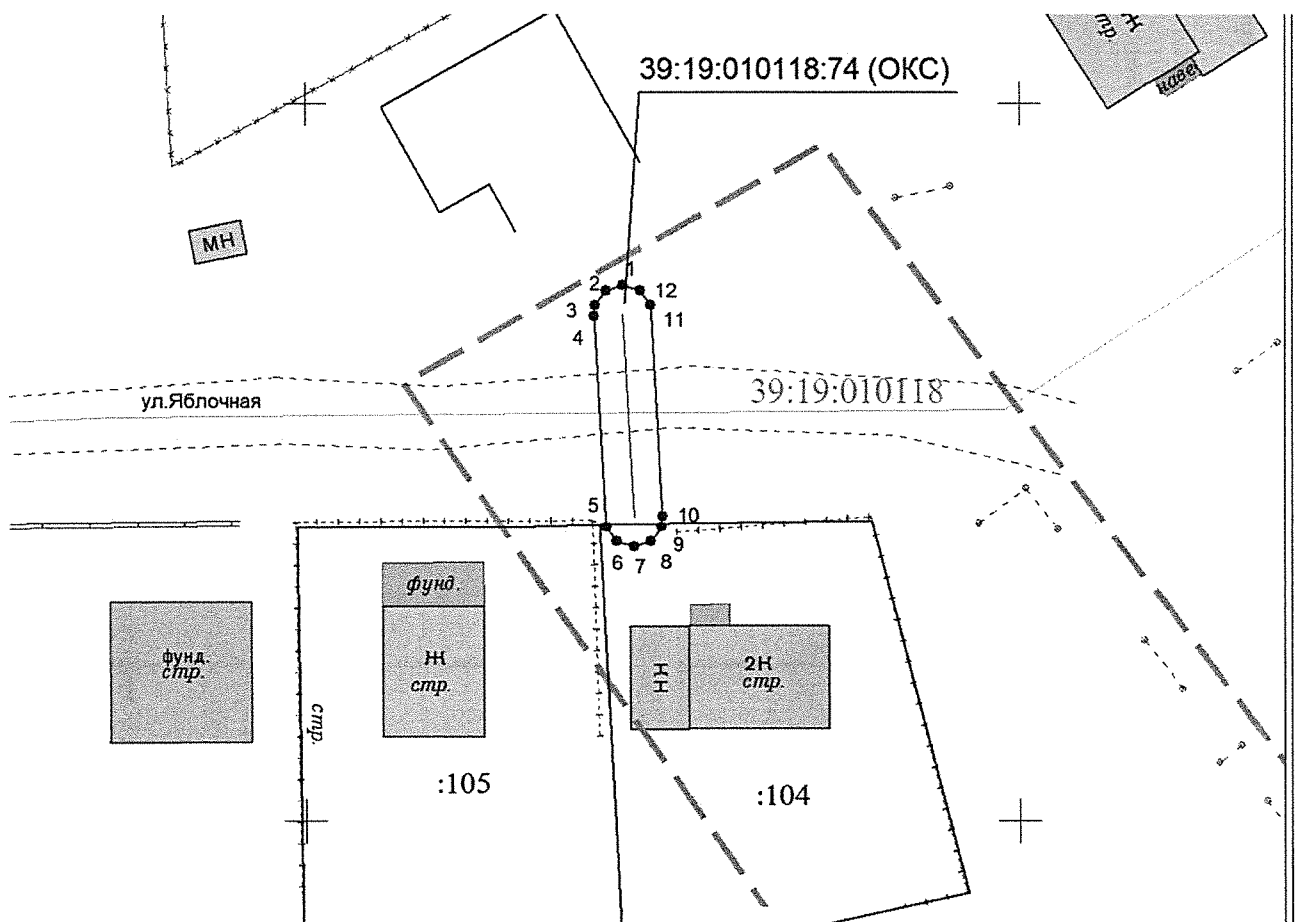 39:19:010118:74 (ОКС)
Ж
стр.
навес
МН
1
2
12
3
11
4
39:19:010118
ул.Яблочная
5
10
6
7
8
9
фунд.
фунд.
стр.
Ж
стр.
2Н
стр.
стр.
:105
:104